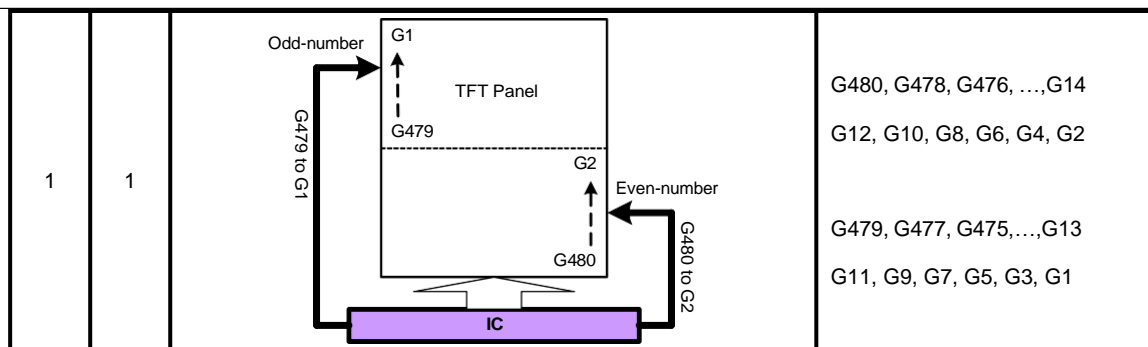 1
1
Odd-number
G1
TFT Panel
G479
G479 to G1
G2
Even-number
G480
G480 to G2
IC
G480, G478, G476, …,G14
G12, G10, G8, G6, G4, G2
G479, G477, G475,…,G13
G11, G9, G7, G5, G3, G1